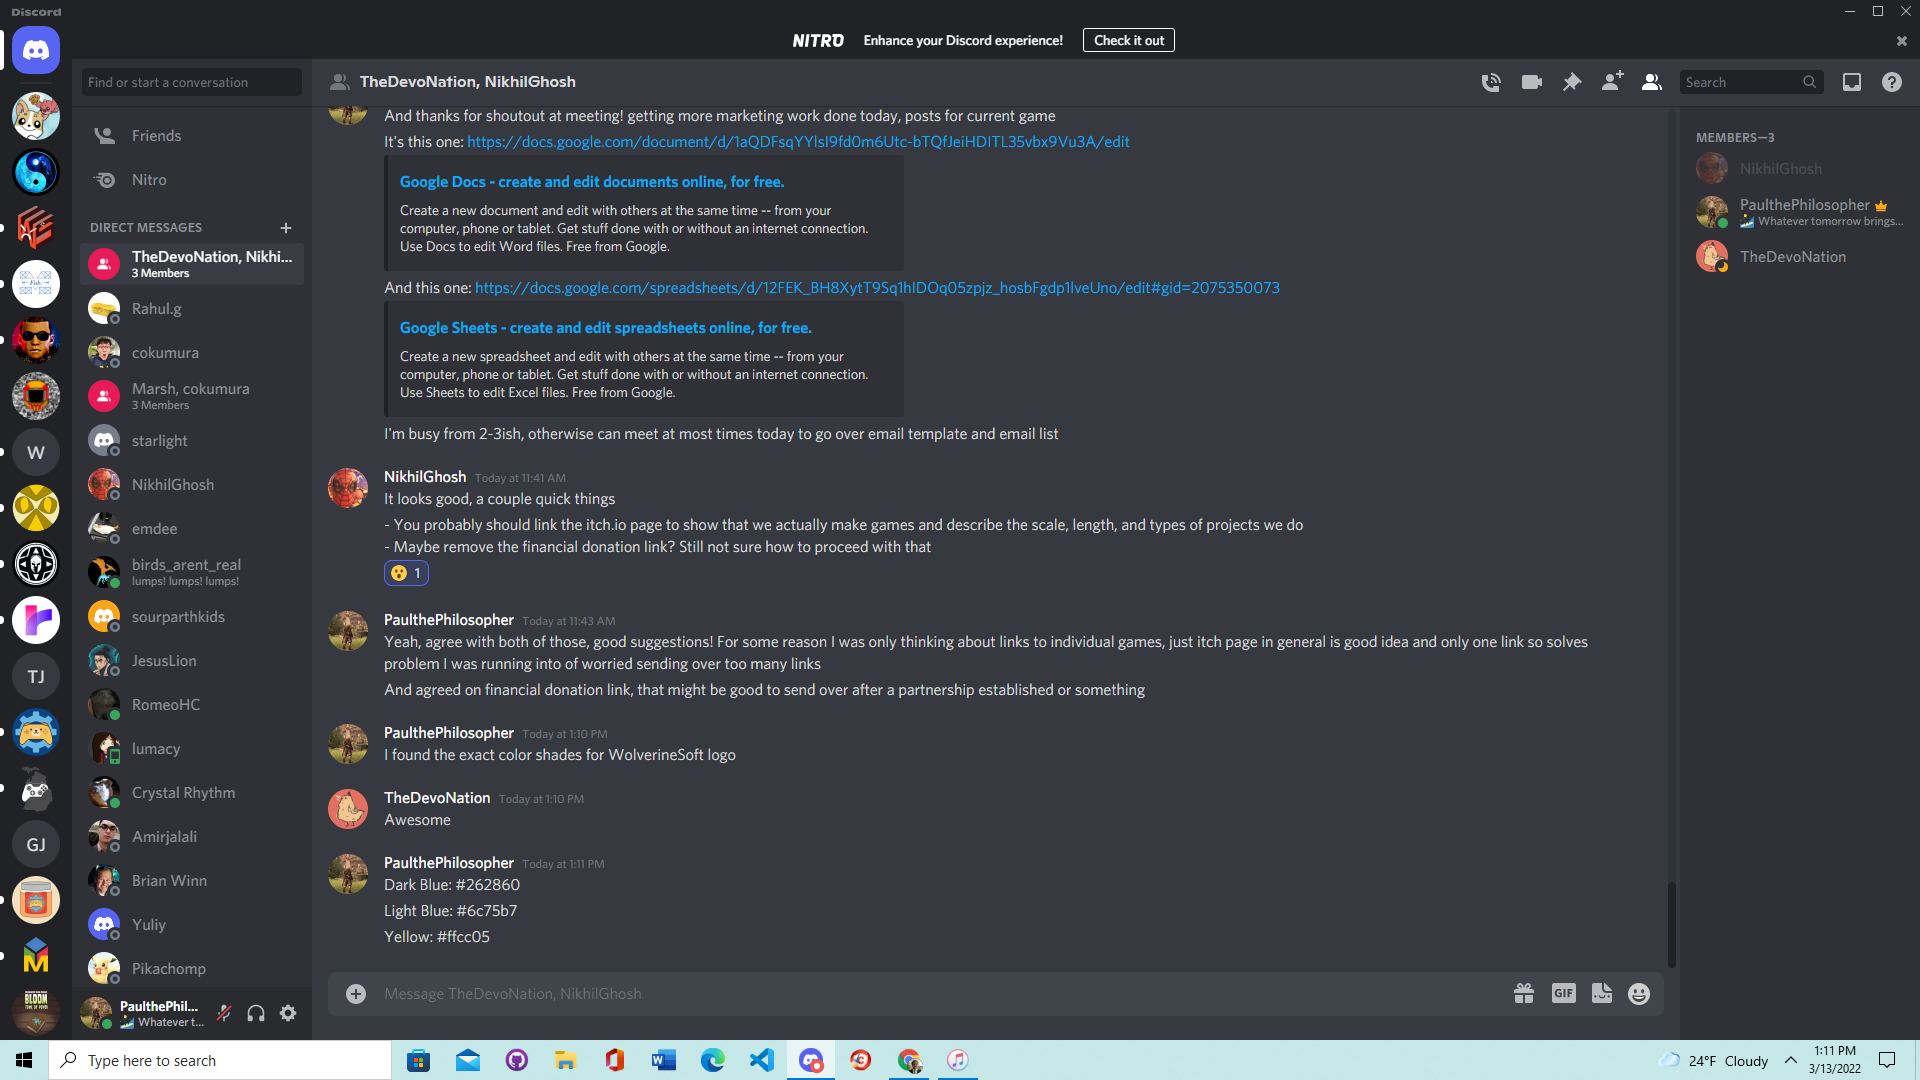 Discord
NITRO Enhance your Discord experience! Check it out
Find or start a conversation
TheDevoNation, NikhilGhosh
Search
Friends
Nitro
DIRECT MESSAGES
TheDevoNation, Nikhi...
3 Members
Rahul.g
cokumura
Marsh, cokumura
3 Members
starlight
NikhilGhosh
emdee
birds_arent_real
lumps! lumps! lumps!
sourparthkids
JesusLion
RomeoHC
lumacy
Crystal Rhythm
Amirjalali
Brian Winn
Yuliy
Pikachomp
PaulthePhil...
Whatever t...
W
TJ
GJ
BLOOM
And thanks for shoutout at meeting! getting more marketing work done today, posts for current game
It's this one: https://docs.google.com/document/d/1aQDFsqYYlsI9fd0m6Utc-bTQfJeiHDITL35vbx9Vu3A/edit
Google Docs - create and edit documents online, for free.
Create a new document and edit with others at the same time -- from your
computer, phone or tablet. Get stuff done with or without an internet connection.
Use Docs to edit Word files. Free from Google.
And this one: https://docs.google.com/spreadsheets/d/12FEK_BH8XytT9Sq1hIDOq05zpjz_hosbFgdp1lveUno/edit#gid=2075350073
Google Sheets - create and edit spreadsheets online, for free.
Create a new spreadsheet and edit with others at the same time -- from your
computer, phone or tablet. Get stuff done with or without an internet connection.
Use Sheets to edit Excel files. Free from Google.
I'm busy from 2-3ish, otherwise can meet at most times today to go over email template and email list
NikhilGhosh Today at 11:41 AM
It looks good, a couple quick things
- You probably should link the itch.io page to show that we actually make games and describe the scale, length, and types of projects we do
- Maybe remove the financial donation link? Still not sure how to proceed with that
😮 1
PaulthePhilosopher Today at 11:43 AM
Yeah, agree with both of those, good suggestions! For some reason I was only thinking about links to individual games, just itch page in general is good idea and only one link so solves
problem I was running into of worried sending over too many links
And agreed on financial donation link, that might be good to send over after a partnership established or something
PaulthePhilosopher Today at 1:10 PM
I found the exact color shades for WolverineSoft logo
TheDevoNation Today at 1:10 PM
Awesome
PaulthePhilosopher Today at 1:11 PM
Dark Blue: #262860
Light Blue: #6c75b7
Yellow: #ffcc05
Message TheDevoNation, NikhilGhosh
GIF
MEMBERS—3
NikhilGhosh
PaulthePhilosopher
Whatever tomorrow brings...
TheDevoNation
Type here to search
24°F Cloudy
1:11 PM
3/13/2022